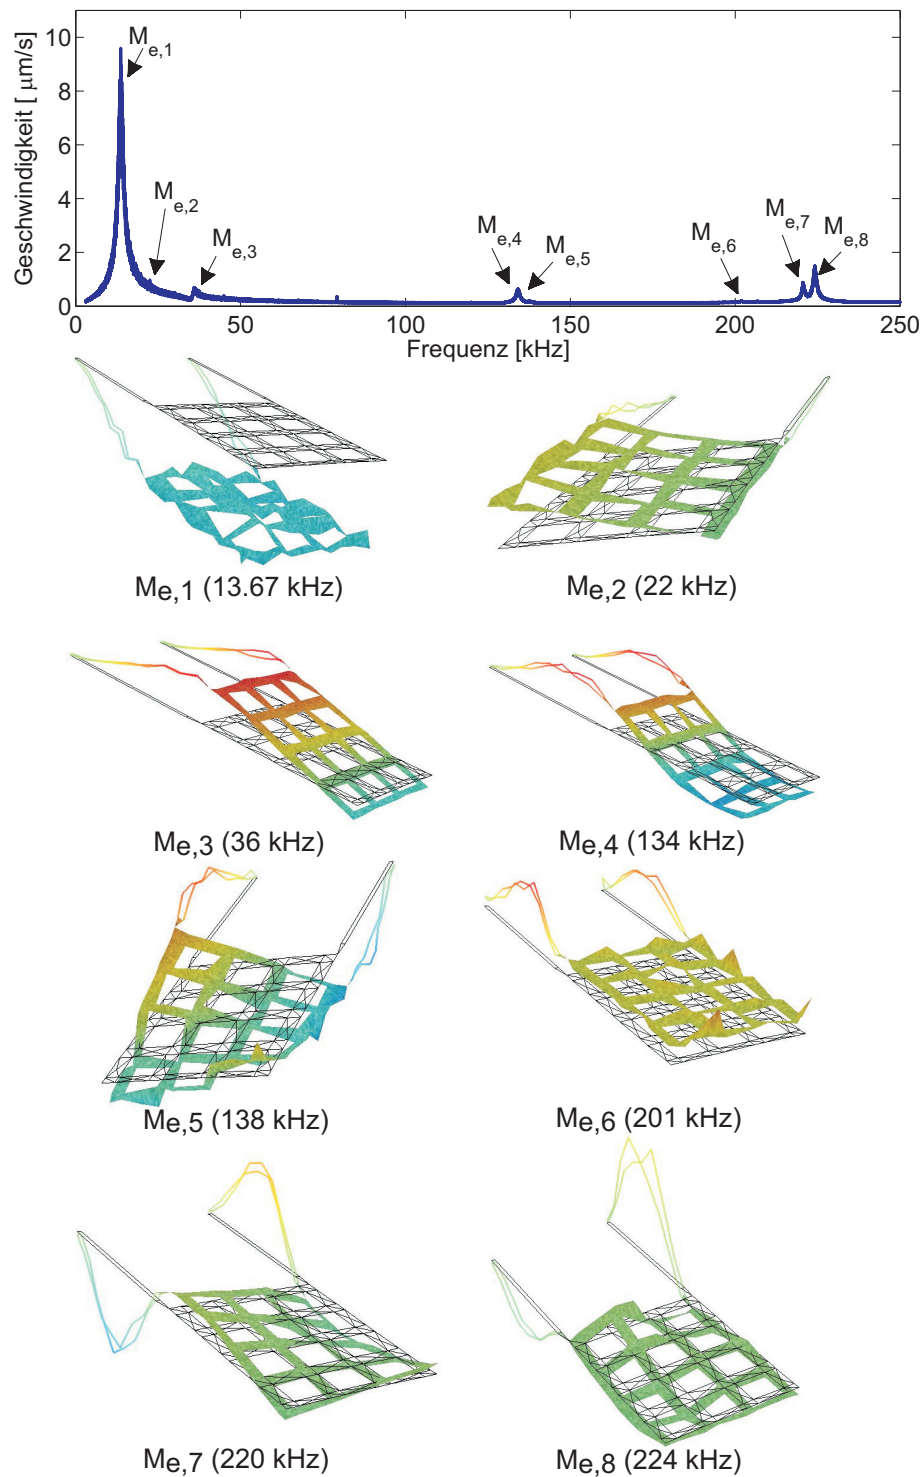 Geschwindigkeit [ μm/s]
10
8
6
4
2
0
M e,1
M e,2
M e,3
M e,4
M e,5
M e,6
M e,7
M e,8
0 50 100 150 200 250
Frequenz [kHz]
Me,1 (13.67 kHz)
Me,2 (22 kHz)
Me,3 (36 kHz)
Me,4 (134 kHz)
Me,5 (138 kHz)
Me,6 (201 kHz)
Me,7 (220 kHz)
Me,8 (224 kHz)